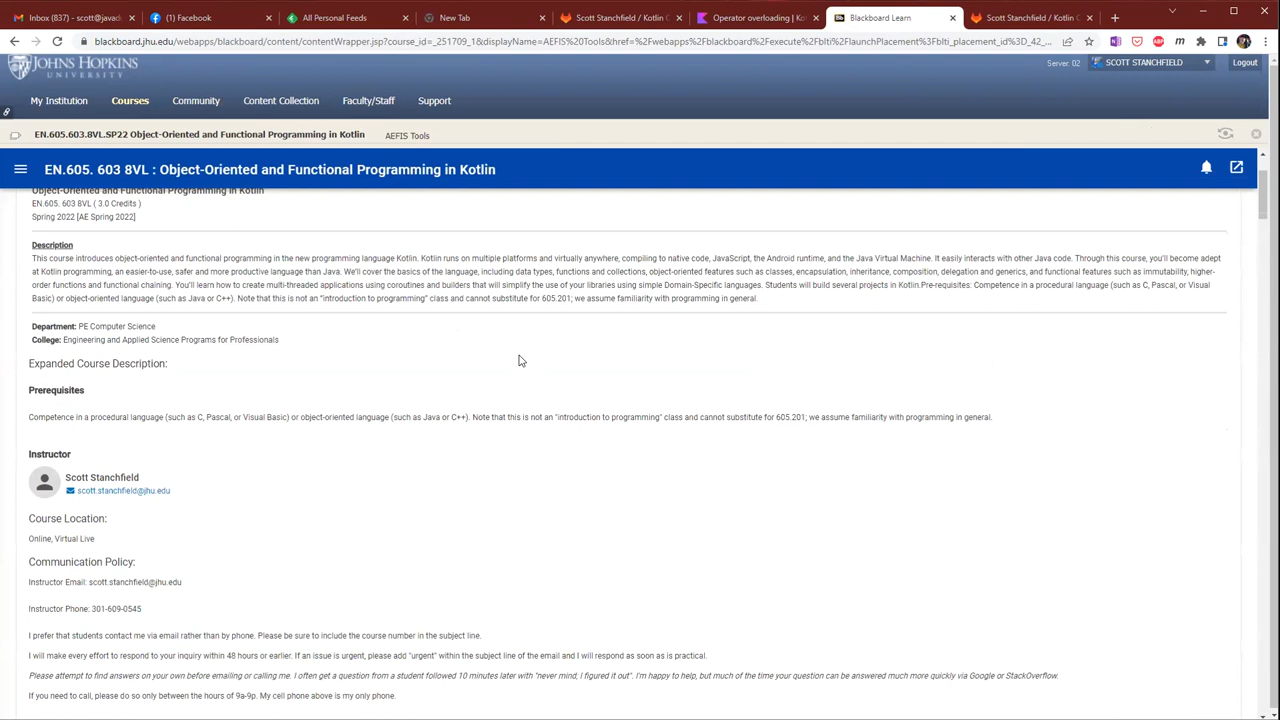 Inbox (837) - scott@javad
Facebook
All Personal Feeds
New Tab
Scott Stanchfield / Kotlin C
Operator overloading | Ko
Blackboard Learn
Scott Stanchfield / Kotlin C
blackboard.jhu.edu/webapps/blackboard/content/contentWrapper.jsp?course_id=_251709_1&displayName=AEFIS%20Tools&href=%2Fwebapps%2Fblackboard%2Fexecute%2Fblti%2FlaunchPlacement%3Fblti_placement_id%3D_42_...
JOHNS HOPKINS
UNIVERSITY
Server: 02
SCOTT STANCHFIELD
Logout
My Institution
Courses
Community
Content Collection
Faculty/Staff
Support
EN.605.603.8VL.SP22 Object-Oriented and Functional Programming in Kotlin
AEFIS Tools
EN.605. 603 8VL : Object-Oriented and Functional Programming in Kotlin
Object-Oriented and Functional Programming in Kotlin
EN.605. 603 8VL ( 3.0 Credits )
Spring 2022 [AE Spring 2022]
Description
This course introduces object-oriented and functional programming in the new programming language Kotlin. Kotlin runs on multiple platforms and virtually anywhere, compiling to native code, JavaScript, the Android runtime, and the Java Virtual Machine. It easily interacts with other Java code. Through this course, you'll become adept
at Kotlin programming, an easier-to-use, safer and more productive language than Java. We'll cover the basics of the language, including data types, functions and collections, object-oriented features such as classes, encapsulation, inheritance, composition, delegation and generics, and functional features such as immutability, higher-
order functions and functional chaining. You'll learn how to create multi-threaded applications using coroutines and builders that will simplify the use of your libraries using simple Domain-Specific languages. Students will build several projects in Kotlin.Pre-requisites: Competence in a procedural language (such as C, Pascal, or Visual
Basic) or object-oriented language (such as Java or C++). Note that this is not an "introduction to programming" class and cannot substitute for 605.201; we assume familiarity with programming in general.
Department: PE Computer Science
College: Engineering and Applied Science Programs for Professionals
Expanded Course Description:
Prerequisites
Competence in a procedural language (such as C, Pascal, or Visual Basic) or object-oriented language (such as Java or C++). Note that this is not an "introduction to programming" class and cannot substitute for 605.201; we assume familiarity with programming in general.
Instructor
Scott Stanchfield
scott.stanchfield@jhu.edu
Course Location:
Online, Virtual Live
Communication Policy:
Instructor Email: scott.stanchfield@jhu.edu
Instructor Phone: 301-609-0545
I prefer that students contact me via email rather than by phone. Please be sure to include the course number in the subject line.
I will make every effort to respond to your inquiry within 48 hours or earlier. If an issue is urgent, please add "urgent" within the subject line of the email and I will respond as soon as is practical.
Please attempt to find answers on your own before emailing or calling me. I often get a question from a student followed 10 minutes later with "never mind; I figured it out". I'm happy to help, but much of the time your question can be answered much more quickly via Google or StackOverflow.
If you need to call, please do so only between the hours of 9a-9p. My cell phone above is my only phone.